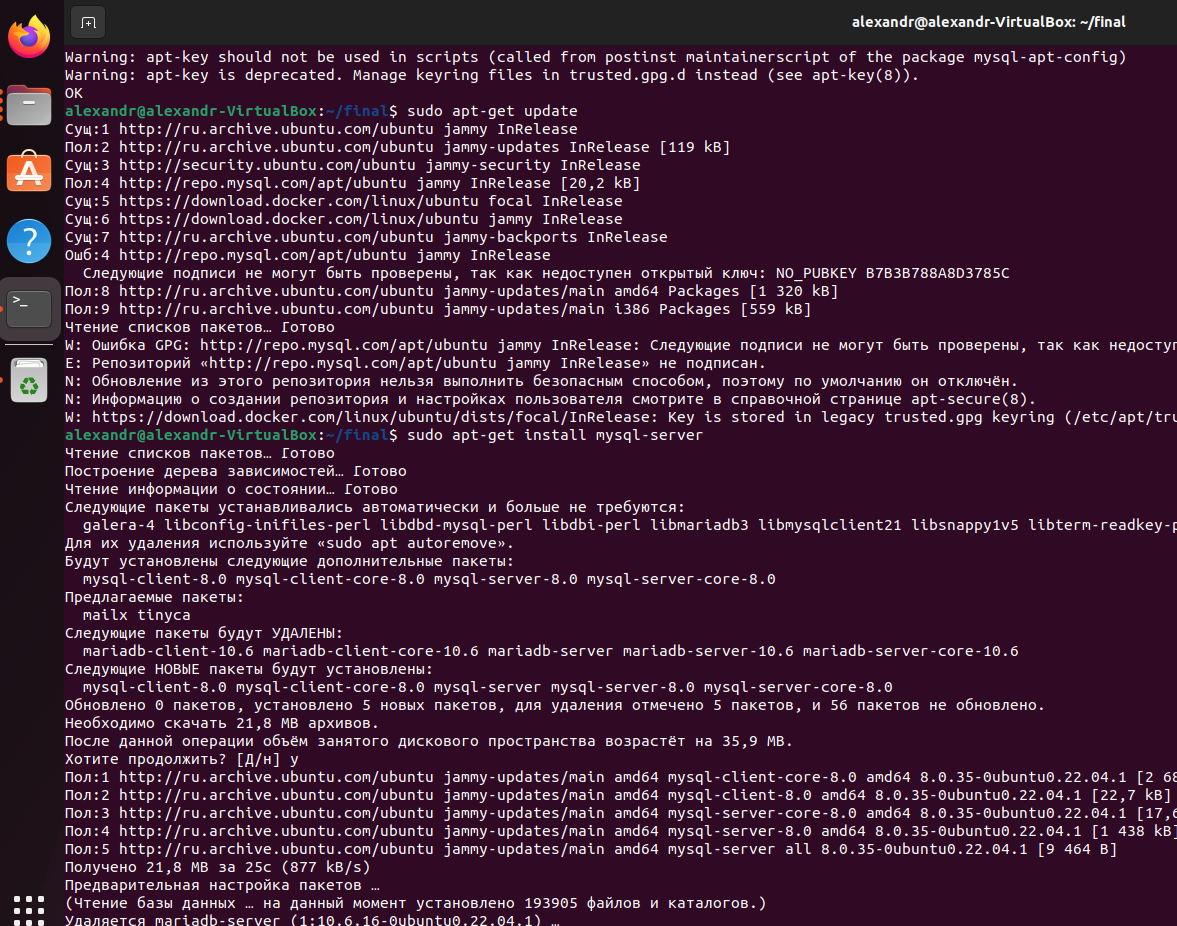 alexandr@alexandr-VirtualBox: ~/final
Warning: apt-key should not be used in scripts (called from postinst maintainerscript of the package mysql-apt-config)
Warning: apt-key is deprecated. Manage keyring files in trusted.gpg.d instead (see apt-key(8)).
OK
alexandr@alexandr-VirtualBox:~/final$ sudo apt-get update
Сущ:1 http://ru.archive.ubuntu.com/ubuntu jammy InRelease
Пол:2 http://ru.archive.ubuntu.com/ubuntu jammy-updates InRelease [119 kB]
Сущ:3 http://security.ubuntu.com/ubuntu jammy-security InRelease
Пол:4 http://repo.mysql.com/apt/ubuntu jammy InRelease [20,2 kB]
Сущ:5 https://download.docker.com/linux/ubuntu focal InRelease
Сущ:6 https://download.docker.com/linux/ubuntu jammy InRelease
Сущ:7 http://ru.archive.ubuntu.com/ubuntu jammy-backports InRelease
Ошб:4 http://repo.mysql.com/apt/ubuntu jammy InRelease
Следующие подписи не могут быть проверены, так как недоступен открытый ключ: NO_PUBKEY B7B3B788A8D3785C
Пол:8 http://ru.archive.ubuntu.com/ubuntu jammy-updates/main amd64 Packages [1 320 kB]
Пол:9 http://ru.archive.ubuntu.com/ubuntu jammy-updates/main i386 Packages [559 kB]
Чтение списков пакетов… Готово
W: Ошибка GPG: http://repo.mysql.com/apt/ubuntu jammy InRelease: Следующие подписи не могут быть проверены, так как недоступ
E: Репозиторий «http://repo.mysql.com/apt/ubuntu jammy InRelease» не подписан.
N: Обновление из этого репозитория нельзя выполнить безопасным способом, поэтому по умолчанию он отключён.
N: Информацию о создании репозитория и настройках пользователя смотрите в справочной странице apt-secure(8).
W: https://download.docker.com/linux/ubuntu/dists/focal/InRelease: Key is stored in legacy trusted.gpg keyring (/etc/apt/tru
alexandr@alexandr-VirtualBox:~/final$ sudo apt-get install mysql-server
Чтение списков пакетов… Готово
Построение дерева зависимостей… Готово
Чтение информации о состоянии… Готово
Следующие пакеты устанавливались автоматически и больше не требуются:
galera-4 libconfig-inifiles-perl libdbd-mysql-perl libdbi-perl libmariadb3 libmysqlclient21 libsnappy1v5 libterm-readkey-p
Для их удаления используйте «sudo apt autoremove».
Будут установлены следующие дополнительные пакеты:
mysql-client-8.0 mysql-client-core-8.0 mysql-server-8.0 mysql-server-core-8.0
Предлагаемые пакеты:
mailx tinyca
Следующие пакеты будут УДАЛЕНЫ:
mariadb-client-10.6 mariadb-client-core-10.6 mariadb-server mariadb-server-10.6 mariadb-server-core-10.6
Следующие НОВЫЕ пакеты будут установлены:
mysql-client-8.0 mysql-client-core-8.0 mysql-server mysql-server-8.0 mysql-server-core-8.0
Обновлено 0 пакетов, установлено 5 новых пакетов, для удаления отмечено 5 пакетов, и 56 пакетов не обновлено.
Необходимо скачать 21,8 MB архивов.
После данной операции объём занятого дискового пространства возрастёт на 35,9 MB.
Хотите продолжить? [Д/н] y
Пол:1 http://ru.archive.ubuntu.com/ubuntu jammy-updates/main amd64 mysql-client-core-8.0 amd64 8.0.35-0ubuntu0.22.04.1 [2 68
Пол:2 http://ru.archive.ubuntu.com/ubuntu jammy-updates/main amd64 mysql-client-8.0 amd64 8.0.35-0ubuntu0.22.04.1 [22,7 kB]
Пол:3 http://ru.archive.ubuntu.com/ubuntu jammy-updates/main amd64 mysql-server-core-8.0 amd64 8.0.35-0ubuntu0.22.04.1 [17,6
Пол:4 http://ru.archive.ubuntu.com/ubuntu jammy-updates/main amd64 mysql-server-8.0 amd64 8.0.35-0ubuntu0.22.04.1 [1 438 kB]
Пол:5 http://ru.archive.ubuntu.com/ubuntu jammy-updates/main amd64 mysql-server all 8.0.35-0ubuntu0.22.04.1 [9 464 B]
Получено 21,8 MB за 25с (877 kB/s)
Предварительная настройка пакетов …
(Чтение базы данных … на данный момент установлено 193905 файлов и каталогов.)
Удаляется mariadb-server (1:10.6.16-0ubuntu0.22.04.1) …